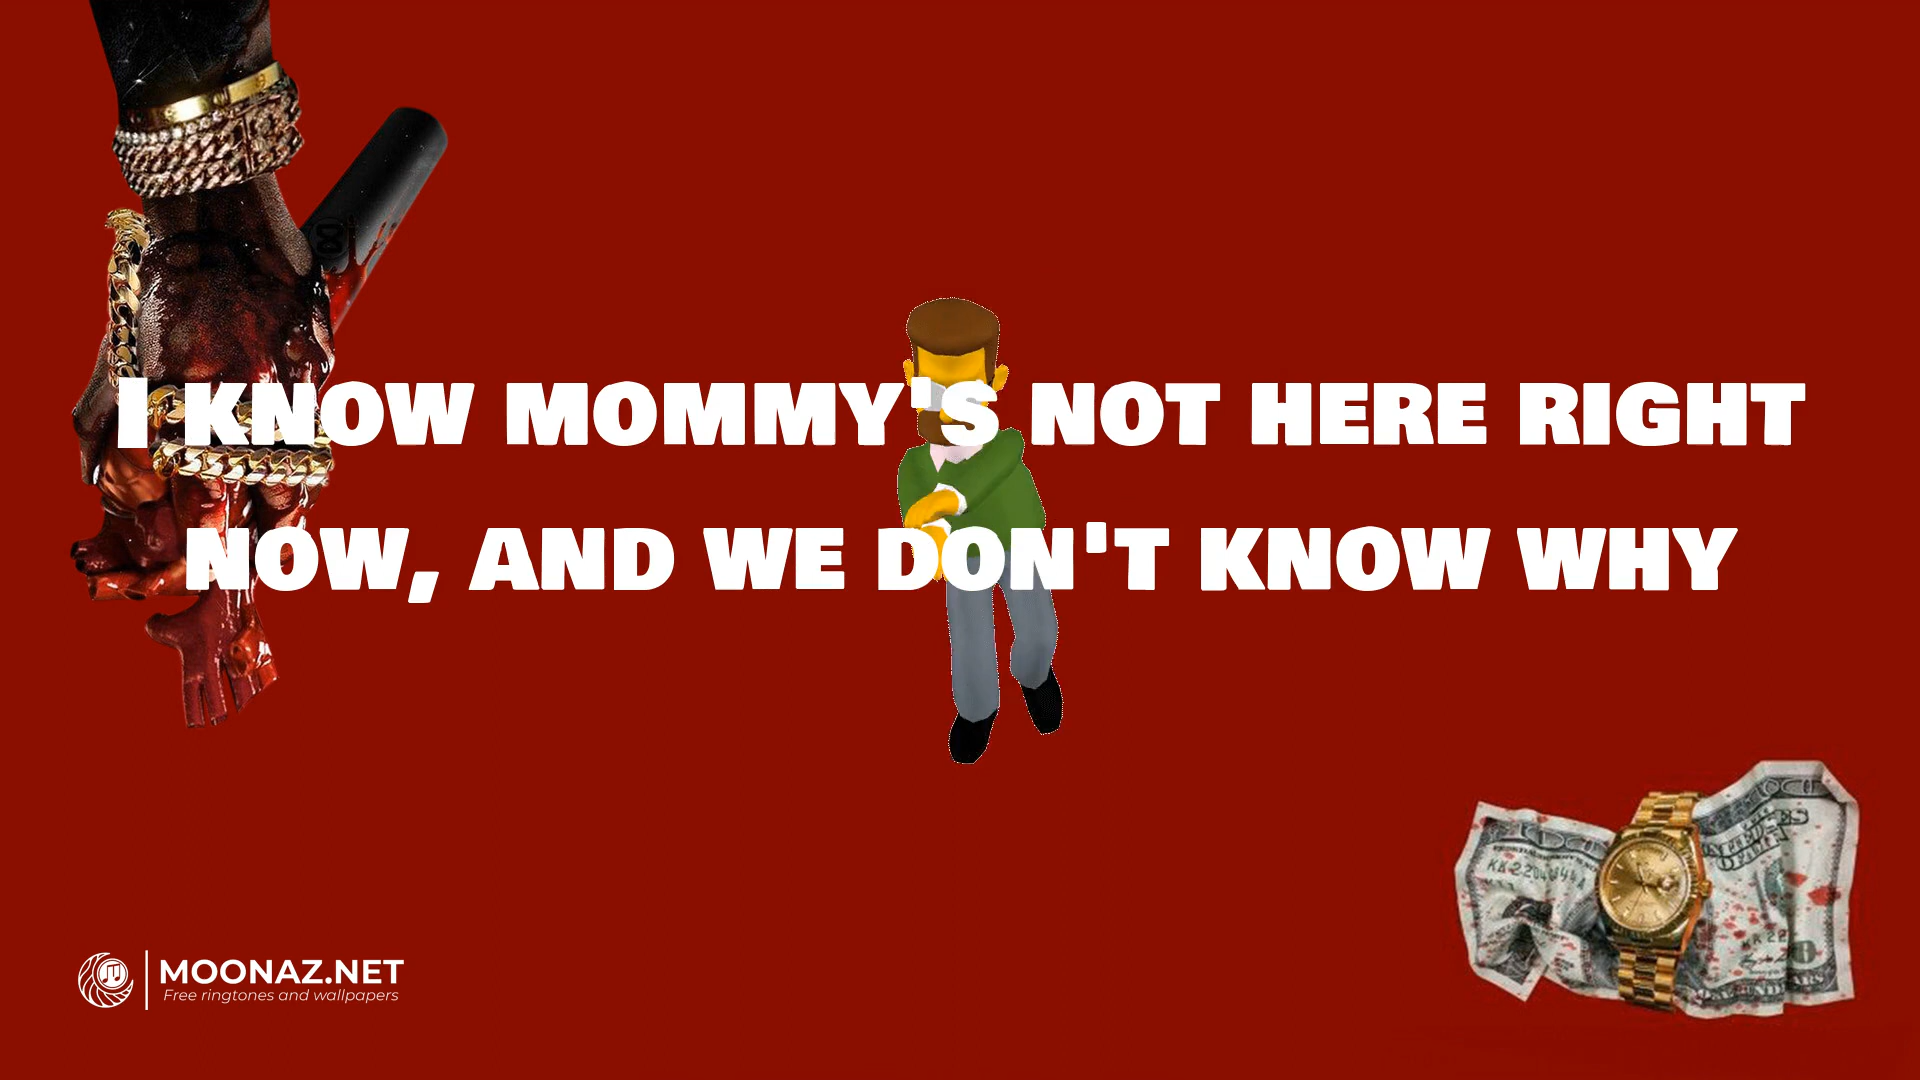 I KNOW MOMMY'S NOT HERE RIGHT
NOW, AND WE DON'T KNOW WHY
MOONAZ.NET
Free ringtones and wallpapers